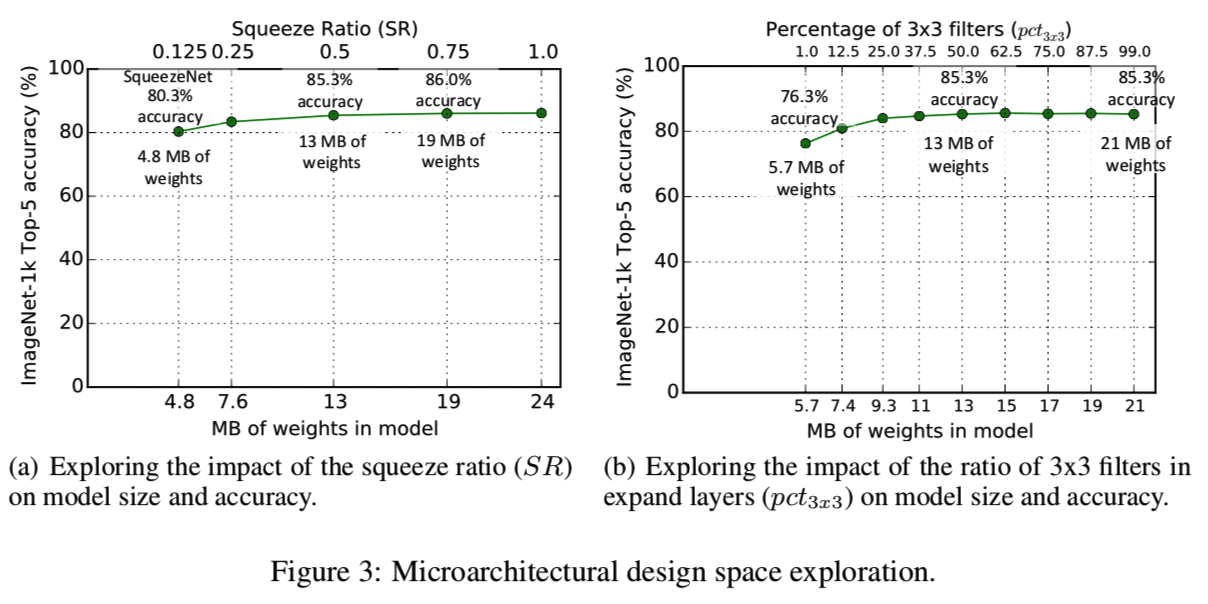 Squeeze Ratio (SR)
0.125 0.25 0.5 0.75 1.0
ImageNet-1k Top-5 accuracy (%)
100
80
60
40
20
0
SqueezeNet
80.3%
accuracy
4.8 MB of
weights
85.3%
accuracy
13 MB of
weights
86.0%
accuracy
19 MB of
weights
4.8 7.6 13 19 24
MB of weights in model
(a) Exploring the impact of the squeeze ratio (SR)
on model size and accuracy.
Percentage of 3x3 filters (pct3x3)
1.0 12.5 25.0 37.5 50.0 62.5 75.0 87.5 99.0
ImageNet-1k Top-5 accuracy (%)
100
80
60
40
20
0
76.3%
accuracy
5.7 MB of
weights
85.3%
accuracy
13 MB of
weights
85.3%
accuracy
21 MB of
weights
5.7 7.4 9.3 11 13 15 17 19 21
MB of weights in model
(b) Exploring the impact of the ratio of 3x3 filters in
expand layers (pct3x3) on model size and accuracy.
Figure 3: Microarchitectural design space exploration.